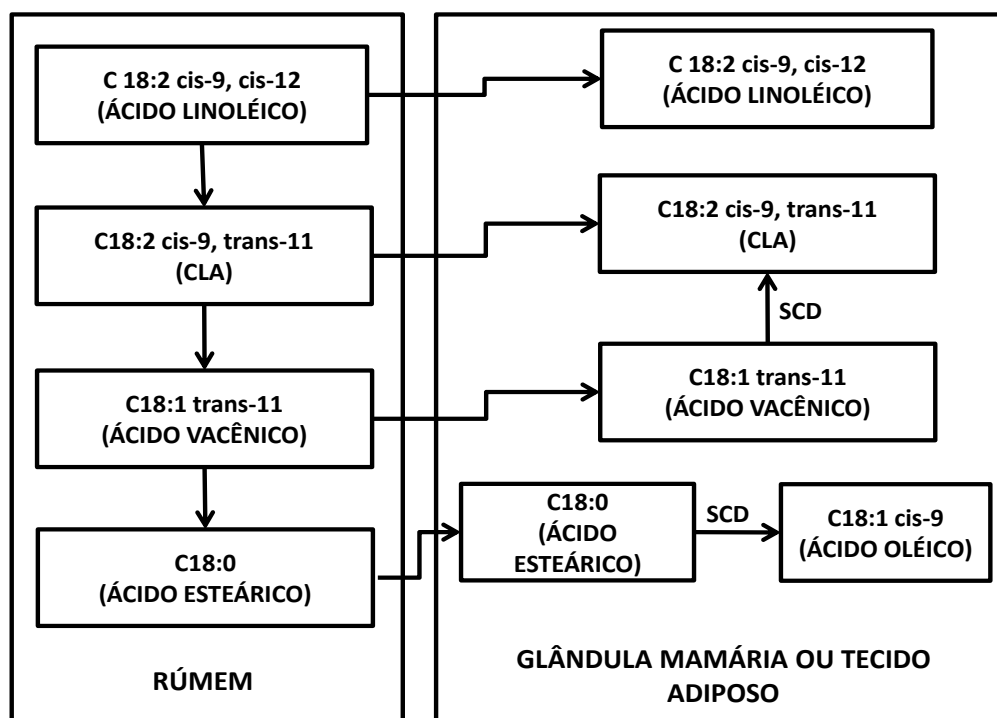 C 18:2 cis-9, cis-12
(ÁCIDO LINOLÉICO)
C18:2 cis-9, trans-11
(CLA)
C18:1 trans-11
(ÁCIDO VACÊNICO)
C18:0
(ÁCIDO ESTEÁRICO)
RÚMEM
C 18:2 cis-9, cis-12
(ÁCIDO LINOLÉICO)
C18:2 cis-9, trans-11
(CLA)
SCD
C18:1 trans-11
(ÁCIDO VACÊNICO)
C18:0
(ÁCIDO
ESTEÁRICO)
SCD
C18:1 cis-9
(ÁCIDO OLÉICO)
GLÂNDULA MAMÁRIA OU TECIDO
ADIPOSO